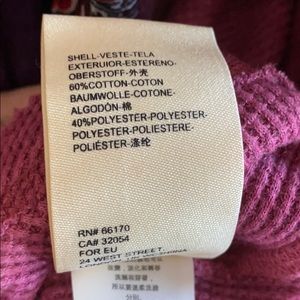 SHELL-VESTE-TELA
EXTERUIOR-ESTERENO-
OBERSTOFF-外壳
60%COTTON-COTON
BAUMWOLLE-COTONE-
ALGODÓN-棉
40%POLYESTER-POLYESTER-
POLYESTER-POLIESTERE-
POLIÉSTER-涤纶
RN# 66170
CA# 32054
FOR EU
24 WEST STREET,